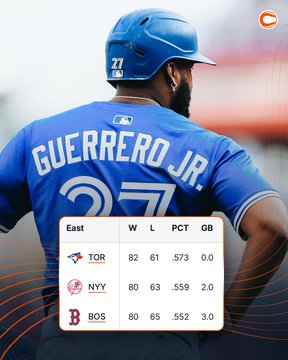 27
GUERRERO JR.
27
East W L PCT GB
TOR 82 61 .573 0.0
NYY 80 63 .559 2.0
BOS 80 65 .552 3.0